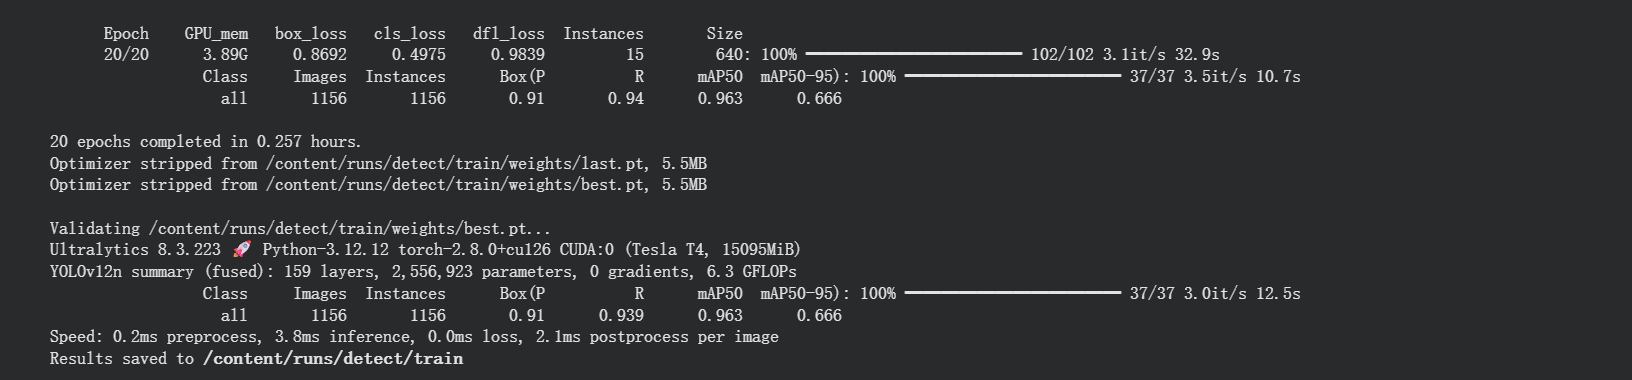 Epoch GPU_mem box_loss cls_loss dfl_loss Instances Size
20/20 3.89G 0.8692 0.4975 0.9839 15 640: 100% ━━━━━━━━━━━━ 102/102 3.1it/s 32.9s
Class Images Instances Box(P R mAP50 mAP50-95): 100% ━━━━━━━━━━━━ 37/37 3.5it/s 10.7s
all 1156 1156 0.91 0.94 0.963 0.666
20 epochs completed in 0.257 hours.
Optimizer stripped from /content/runs/detect/train/weights/last.pt, 5.5MB
Optimizer stripped from /content/runs/detect/train/weights/best.pt, 5.5MB
Validating /content/runs/detect/train/weights/best.pt...
Ultralytics 8.3.223 🚀 Python-3.12.12 torch-2.8.0+cu126 CUDA:0 (Tesla T4, 15095MiB)
YOLOv12n summary (fused): 159 layers, 2,556,923 parameters, 0 gradients, 6.3 GFLOPs
Class Images Instances Box(P R mAP50 mAP50-95): 100% ━━━━━━━━━━━━ 37/37 3.0it/s 12.5s
all 1156 1156 0.91 0.939 0.963 0.666
Speed: 0.2ms preprocess, 3.8ms inference, 0.0ms loss, 2.1ms postprocess per image
Results saved to /content/runs/detect/train